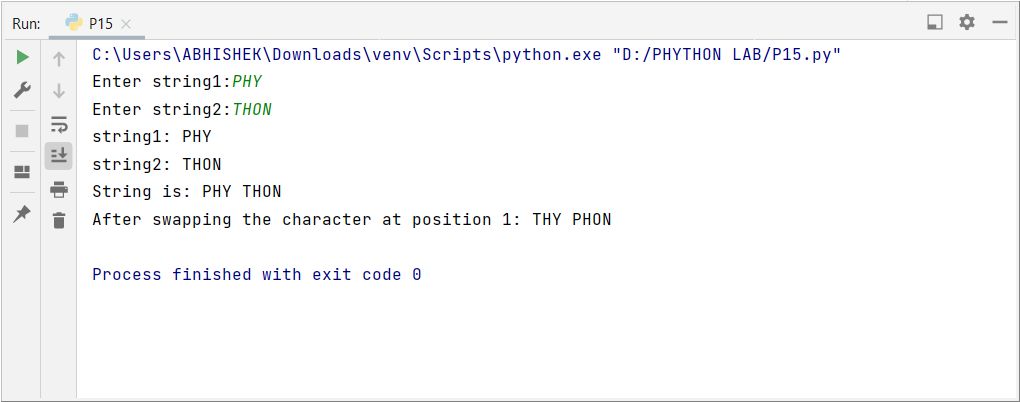 Run: P15
C:\Users\ABHISHEK\Downloads\venv\Scripts\python.exe "D:/PHYTHON LAB/P15.py"
Enter string1:PHY
Enter string2:THON
string1: PHY
string2: THON
String is: PHY THON
After swapping the character at position 1: THY PHON
Process finished with exit code 0